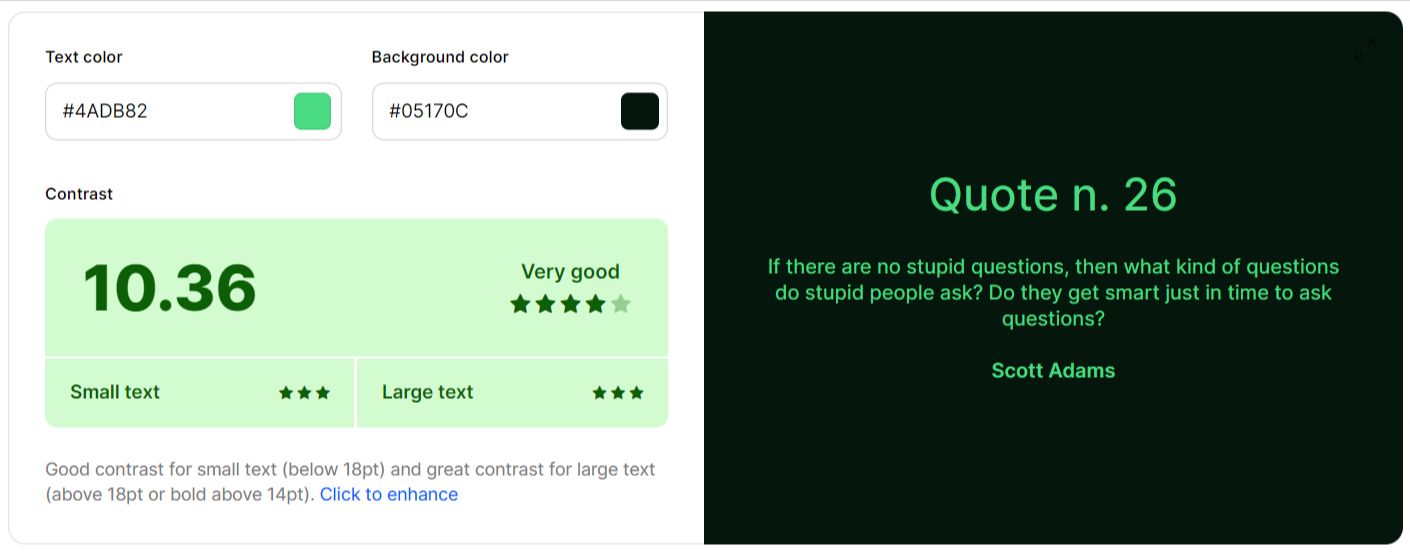 Text color
Background color
#4ADB82
#05170C
Contrast
10.36
Very good
Small text
Large text
Good contrast for small text (below 18pt) and great contrast for large text
(above 18pt or bold above 14pt). Click to enhance
Quote n. 26
If there are no stupid questions, then what kind of questions
do stupid people ask? Do they get smart just in time to ask
questions?
Scott Adams